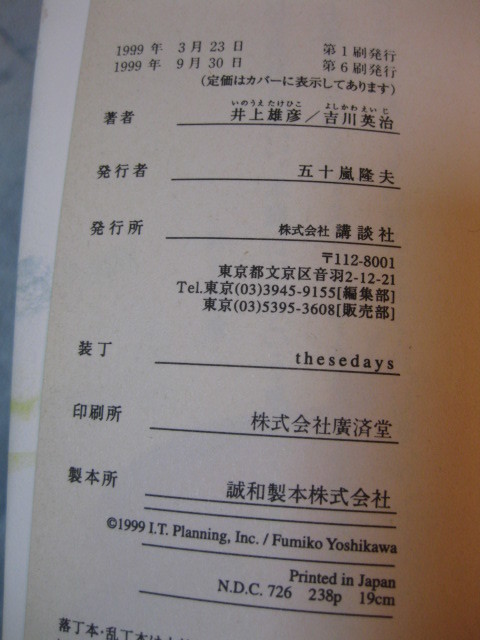 1999年 3月23日 第1刷発行
1999年 9月30日 第6刷発行
(定価はカバーに表示してあります)
いのうえたけひこ よしかわえいじ
著者 井上雄彦/吉川英治
発行者 五十嵐隆夫
発行所 株式会社 講談社
〒112-8001
東京都文京区音羽2-12-21
Tel.東京(03)3945-9155[編集部]
東京(03)5395-3608[販売部]
装丁 thesedays
印刷所 株式会社廣済堂
製本所 誠和製本株式会社
©1999 I.T. Planning, Inc. / Fumiko Yoshikawa
Printed in Japan
N.D.C. 726 238p 19cm
落丁本・乱丁本は